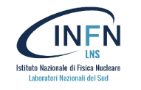 INFN
LNS
Istituto Nazionale di Fisica Nucleare
Laboratori Nazionali del Sud